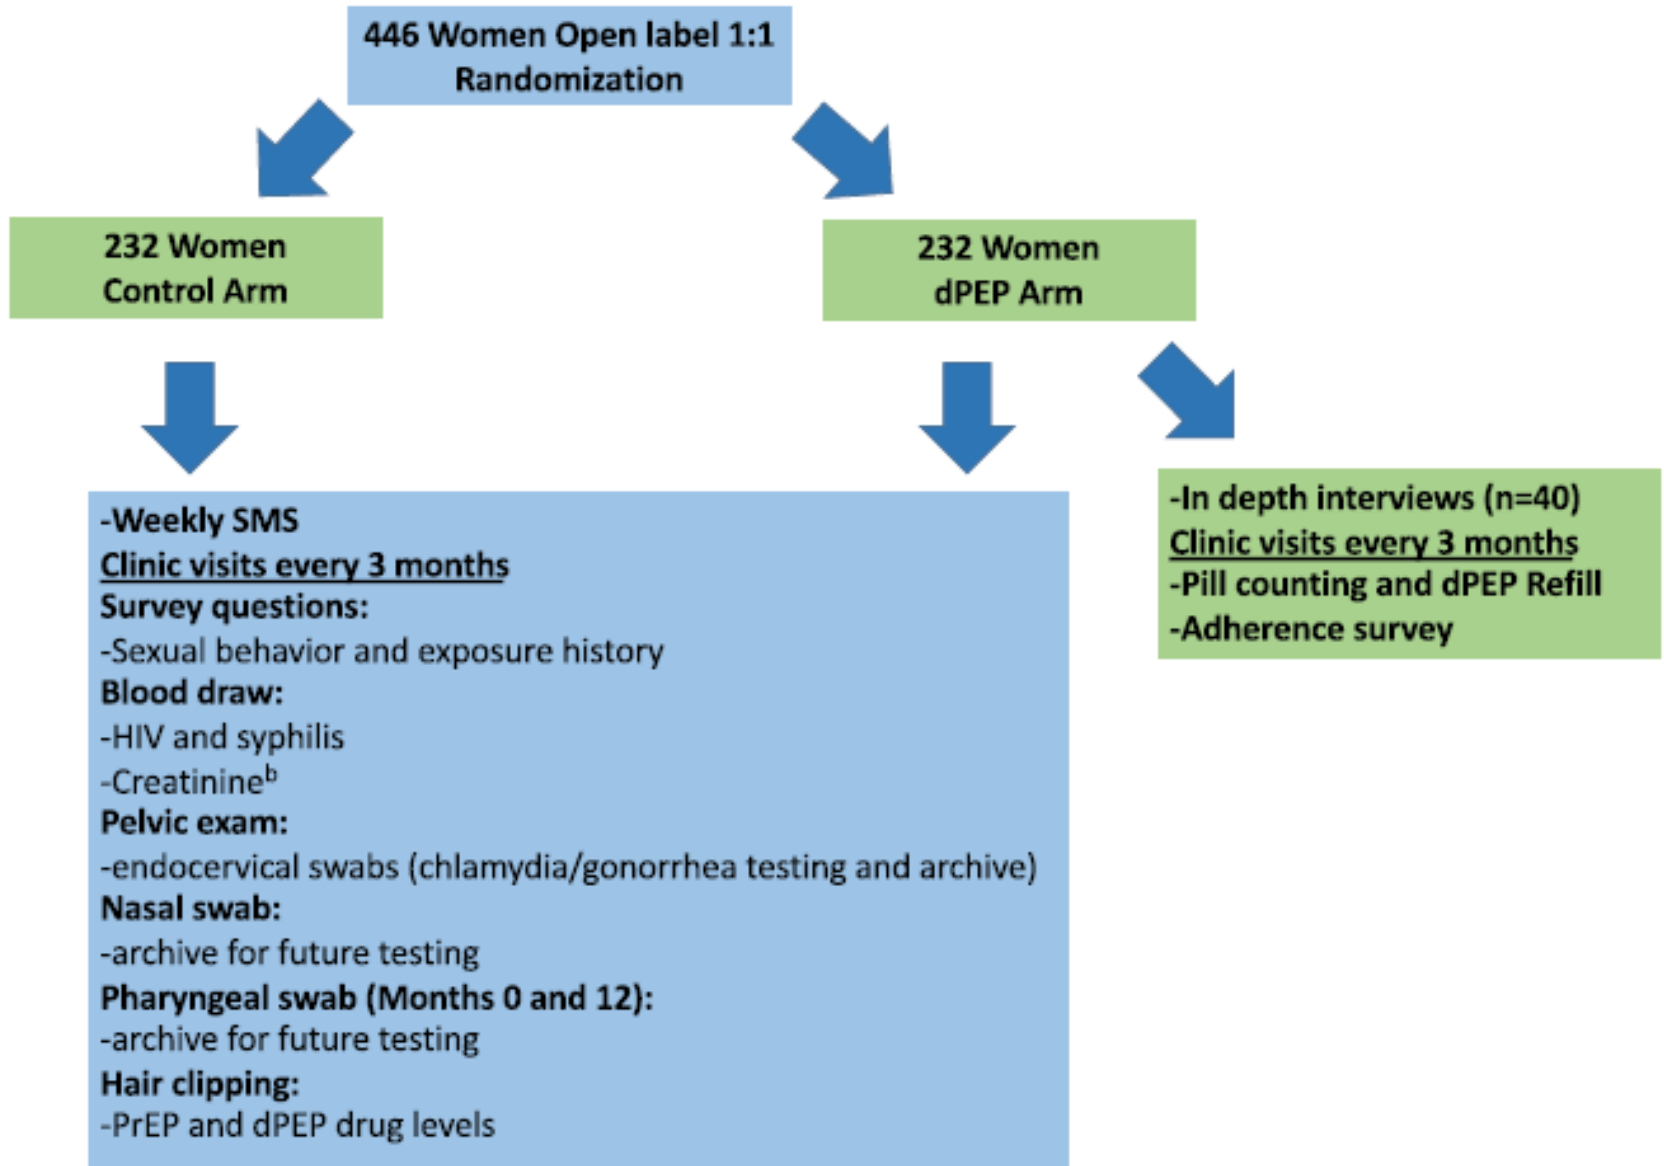 446 Women Open label 1:1
Randomization
232 Women
Control Arm
232 Women
dPEP Arm
-Weekly SMS
Clinic visits every 3 months
Survey questions:
-Sexual behavior and exposure history
Blood draw:
-HIV and syphilis
-Creatinineᵇ
Pelvic exam:
-endocervical swabs (chlamydia/gonorrhea testing and archive)
Nasal swab:
-archive for future testing
Pharyngeal swab (Months 0 and 12):
-archive for future testing
Hair clipping:
-PrEP and dPEP drug levels
-In depth interviews (n=40)
Clinic visits every 3 months
-Pill counting and dPEP Refill
-Adherence survey